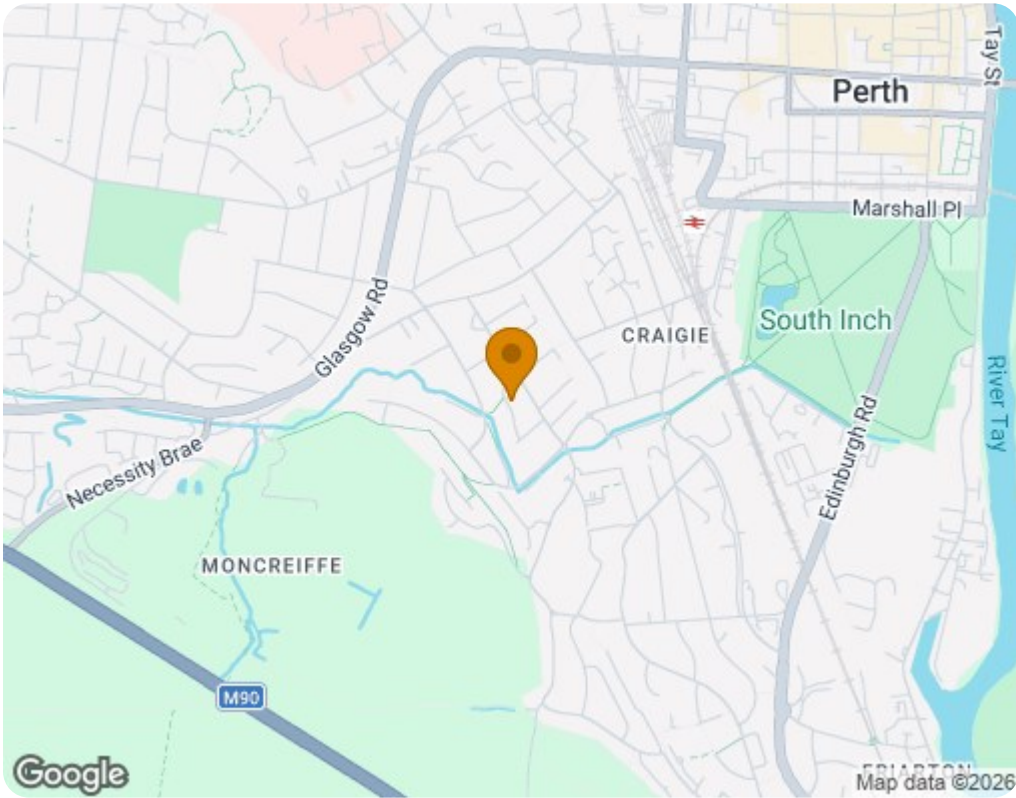 Tay St
Perth
Marshall Pl
Glasgow Rd
CRAIGIE
South Inch
River Tay
Necessity Brae
Edinburgh Rd
MONCREIFFE
M90
FRIARTON
Google
Map data ©2026